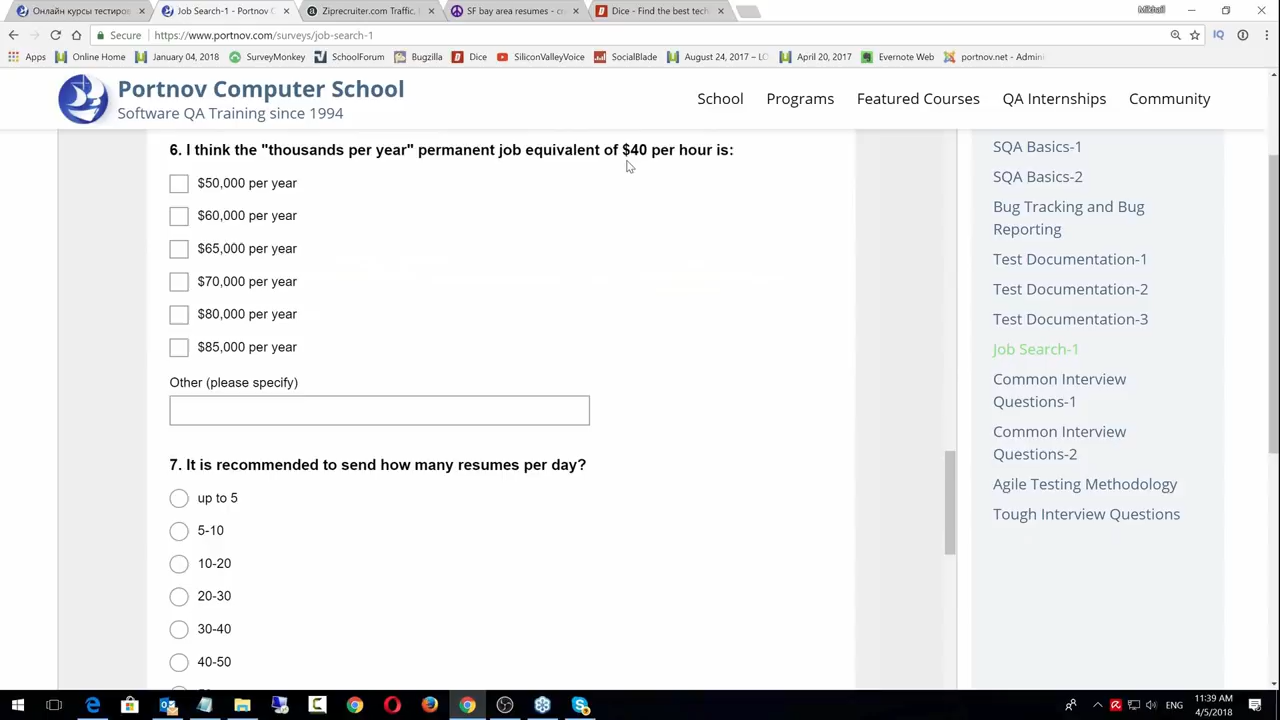 Онлайн курсы тестиров
Job Search-1 - Portnov C
Ziprecruiter.com Traffic,
SF bay area resumes - cr
Dice - Find the best tech
Mikhail
Secure
https://www.portnov.com/surveys/job-search-1
Apps
Online Home
January 04, 2018
SurveyMonkey
SchoolForum
Bugzilla
Dice
SiliconValleyVoice
SocialBlade
August 24, 2017 – LO
April 20, 2017
Evernote Web
portnov.net - Admini
Portnov Computer School
Software QA Training since 1994
School
Programs
Featured Courses
QA Internships
Community
6. I think the "thousands per year" permanent job equivalent of $40 per hour is:
$50,000 per year
$60,000 per year
$65,000 per year
$70,000 per year
$80,000 per year
$85,000 per year
Other (please specify)
7. It is recommended to send how many resumes per day?
up to 5
5-10
10-20
20-30
30-40
40-50
SQA Basics-1
SQA Basics-2
Bug Tracking and Bug
Reporting
Test Documentation-1
Test Documentation-2
Test Documentation-3
Job Search-1
Common Interview
Questions-1
Common Interview
Questions-2
Agile Testing Methodology
Tough Interview Questions
ENG
11:39 AM
4/5/2018